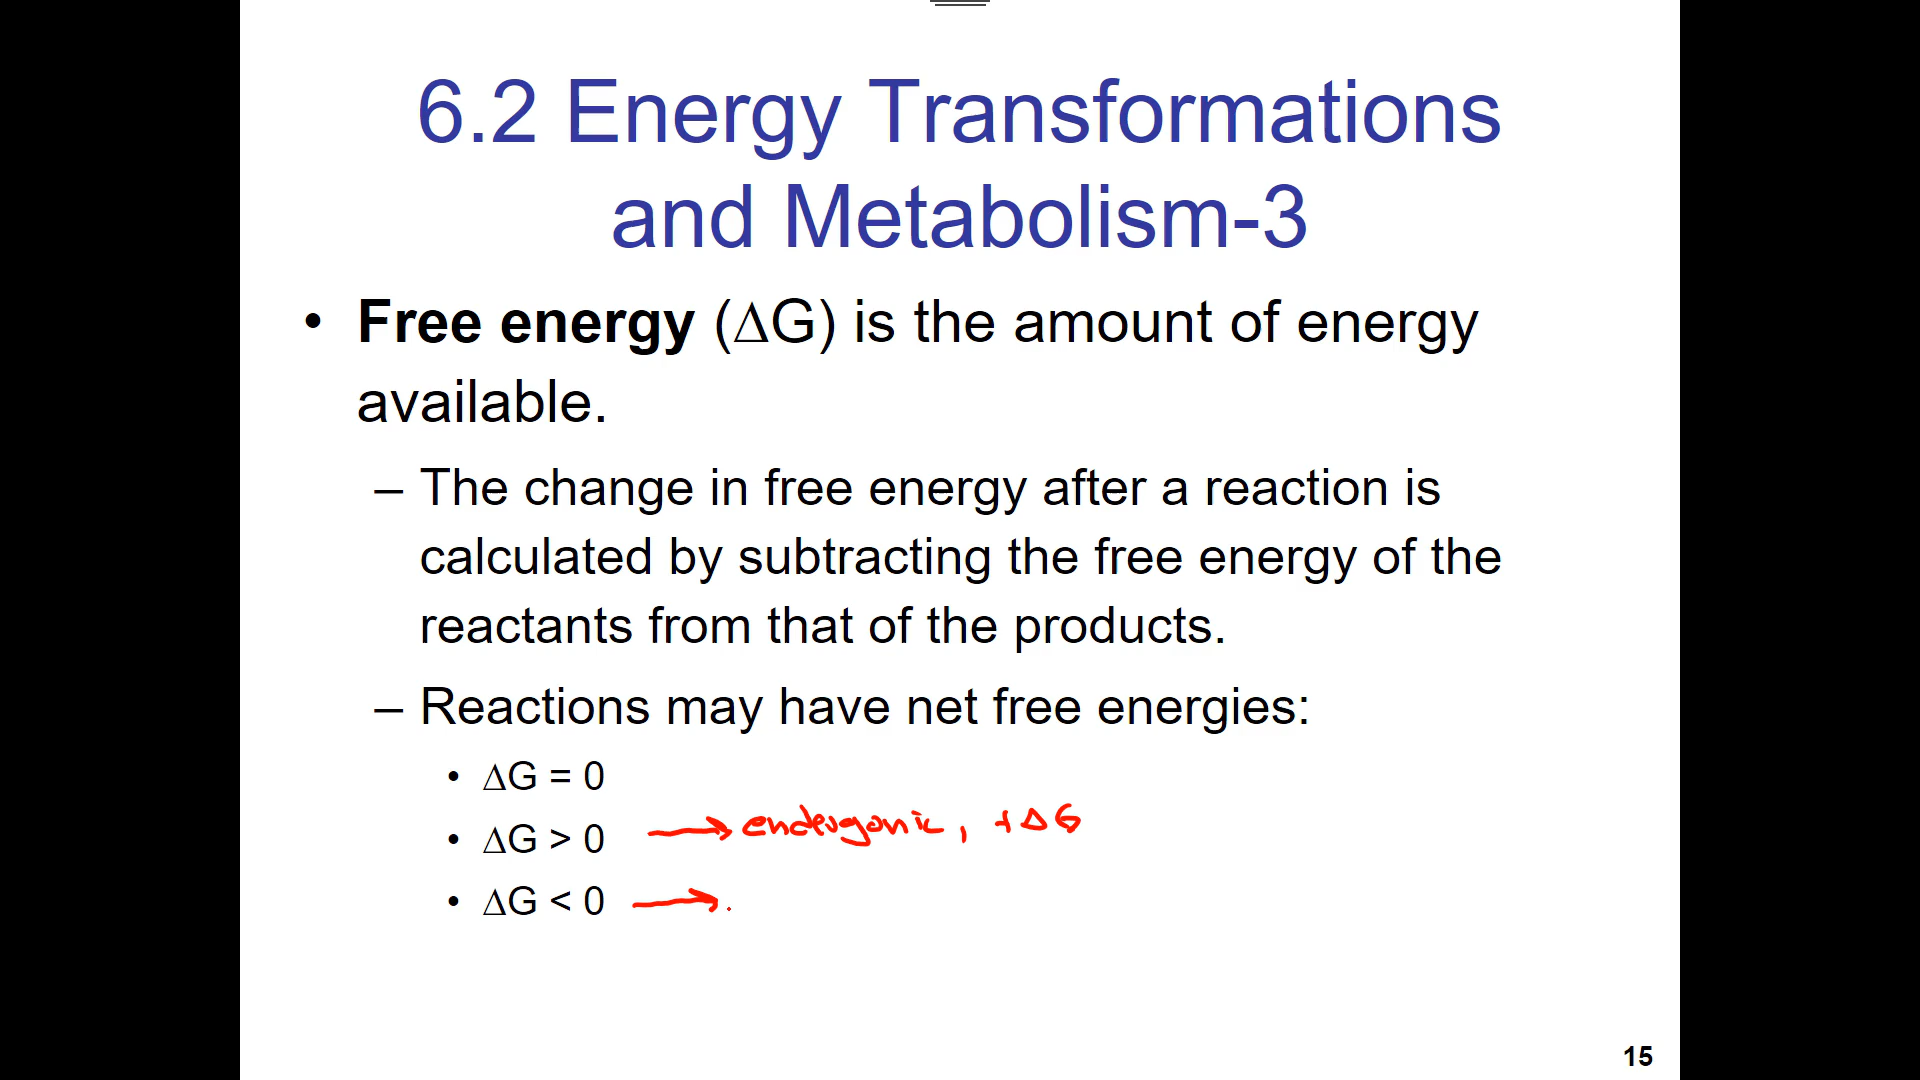 6.2 Energy Transformations
and Metabolism-3
• Free energy (ΔG) is the amount of energy
available.
– The change in free energy after a reaction is
calculated by subtracting the free energy of the
reactants from that of the products.
– Reactions may have net free energies:
• ΔG = 0
• ΔG > 0 → endergonic, +ΔG
• ΔG < 0 →
15